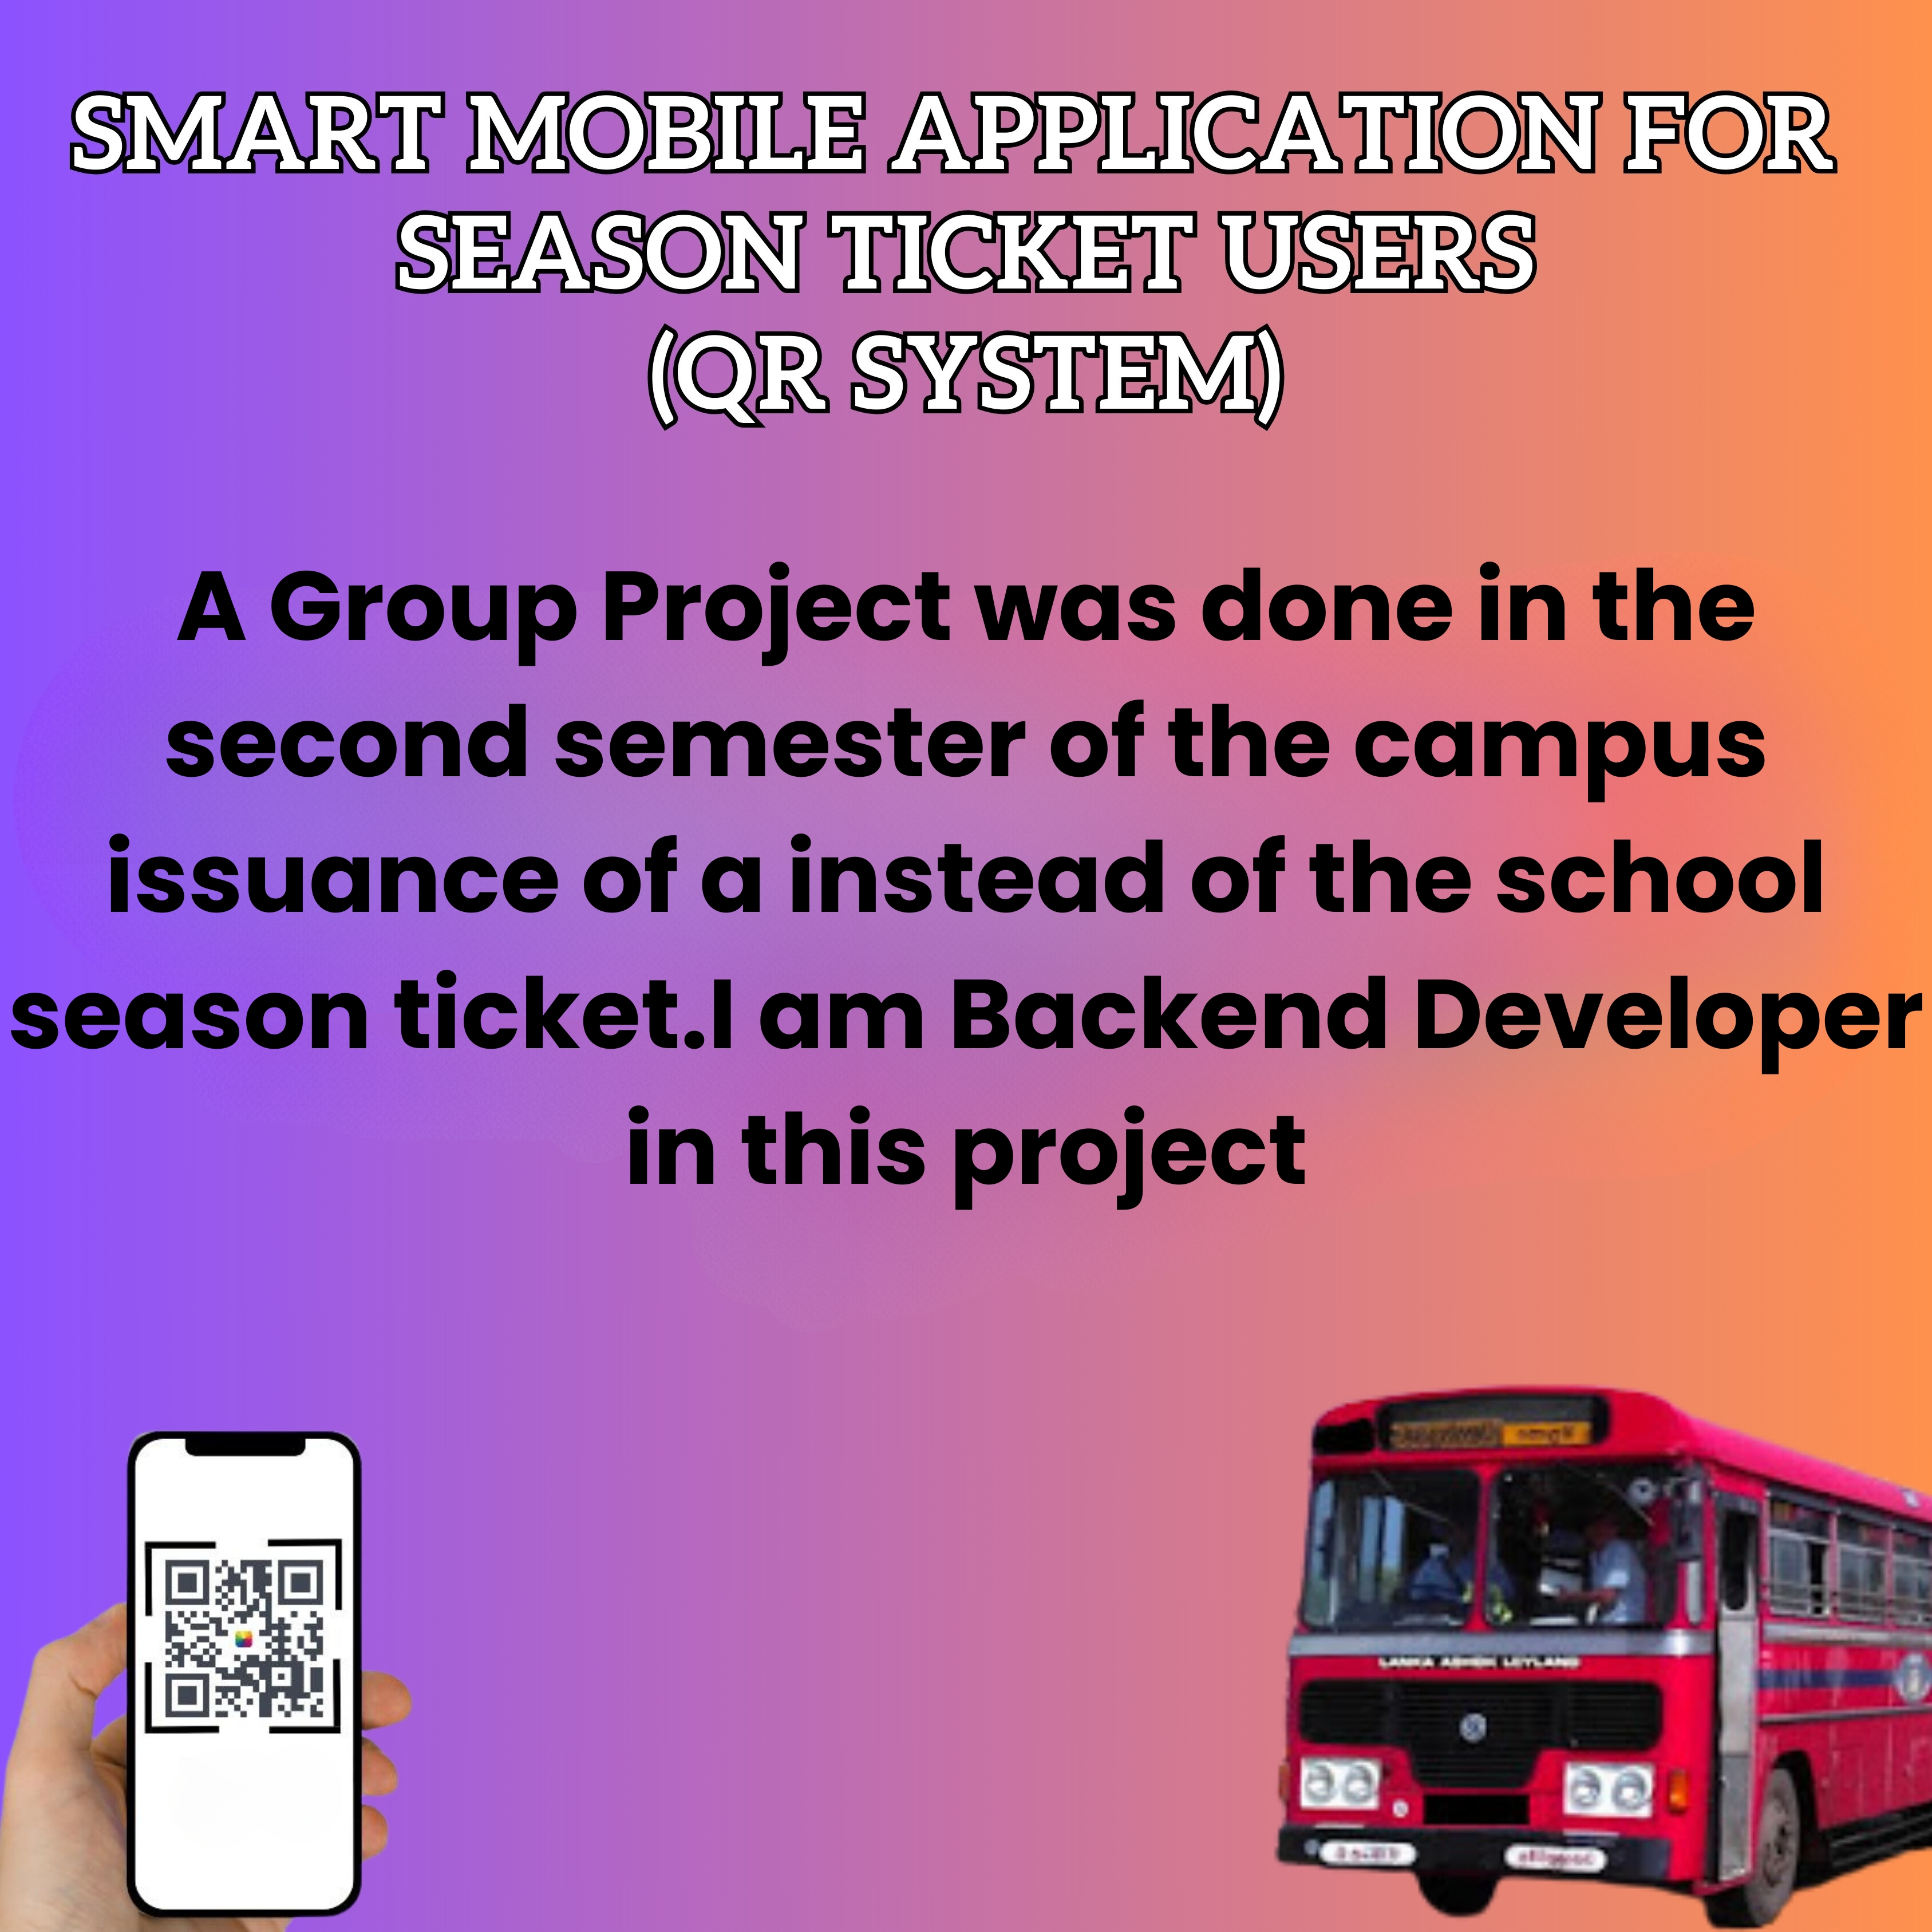 SMART MOBILE APPLICATION FOR
SEASON TICKET USERS
(QR SYSTEM)
A Group Project was done in the
second semester of the campus
issuance of a instead of the school
season ticket.I am Backend Developer
in this project
LANKA ASHOK LEYLAND